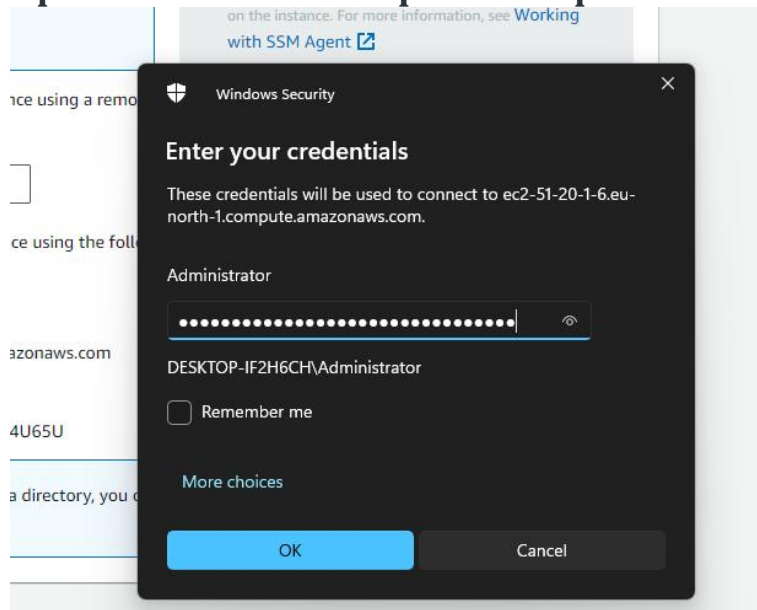 on the instance. For more information, see Working
with SSM Agent
nce using a remo
Windows Security
Enter your credentials
These credentials will be used to connect to ec2-51-20-1-6.eu-
north-1.compute.amazonaws.com.
ce using the foll
Administrator
azonaws.com
DESKTOP-IF2H6CH\Administrator
Remember me
4U65U
More choices
a directory, you
OK
Cancel